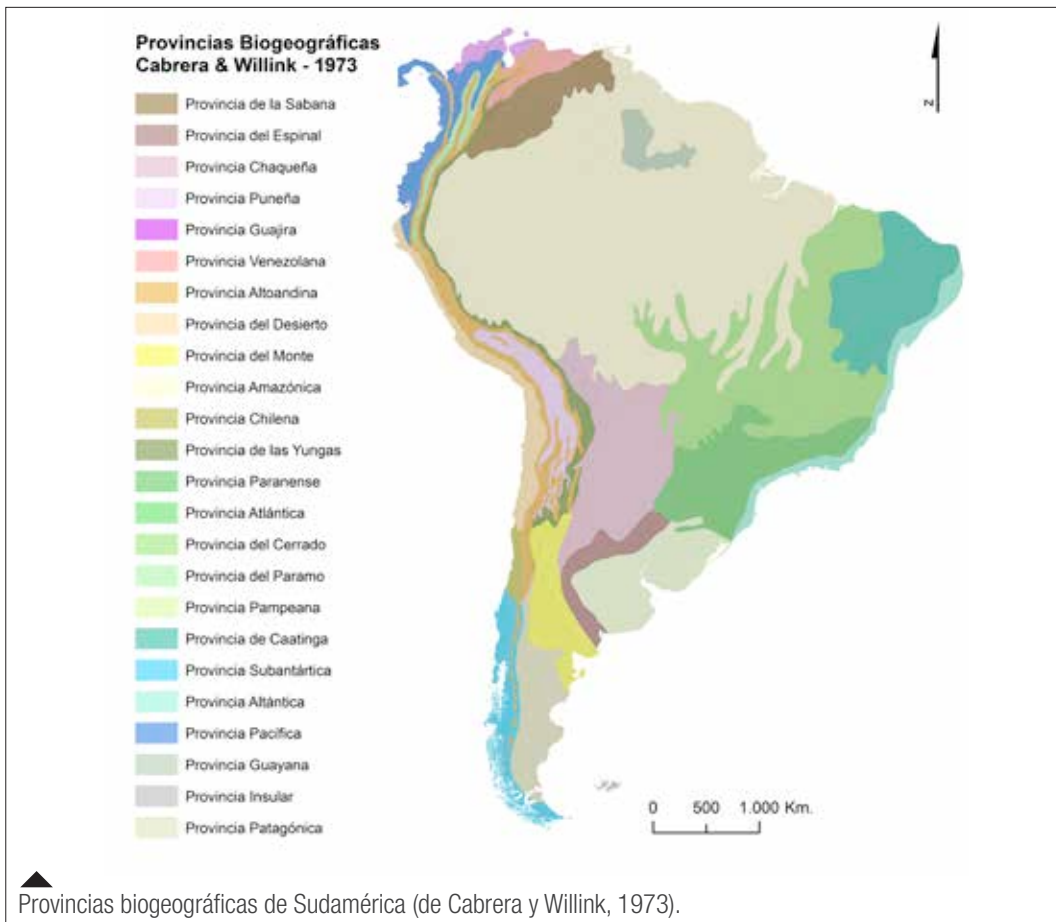 Provincias Biogeográficas
Cabrera & Willink - 1973
Provincia de la Sabana
Provincia del Espinal
Provincia Chaqueña
Provincia Puneña
Provincia Guajira
Provincia Venezolana
Provincia Altoandina
Provincia del Desierto
Provincia del Monte
Provincia Amazónica
Provincia Chilena
Provincia de las Yungas
Provincia Paranense
Provincia Atlántica
Provincia del Cerrado
Provincia del Paramo
Provincia Pampeana
Provincia de Caatinga
Provincia Subantártica
Provincia Altántica
Provincia Pacífica
Provincia Guayana
Provincia Insular
Provincia Patagónica
N
0 500 1.000 Km.
Provincias biogeográficas de Sudamérica (de Cabrera y Willink, 1973).